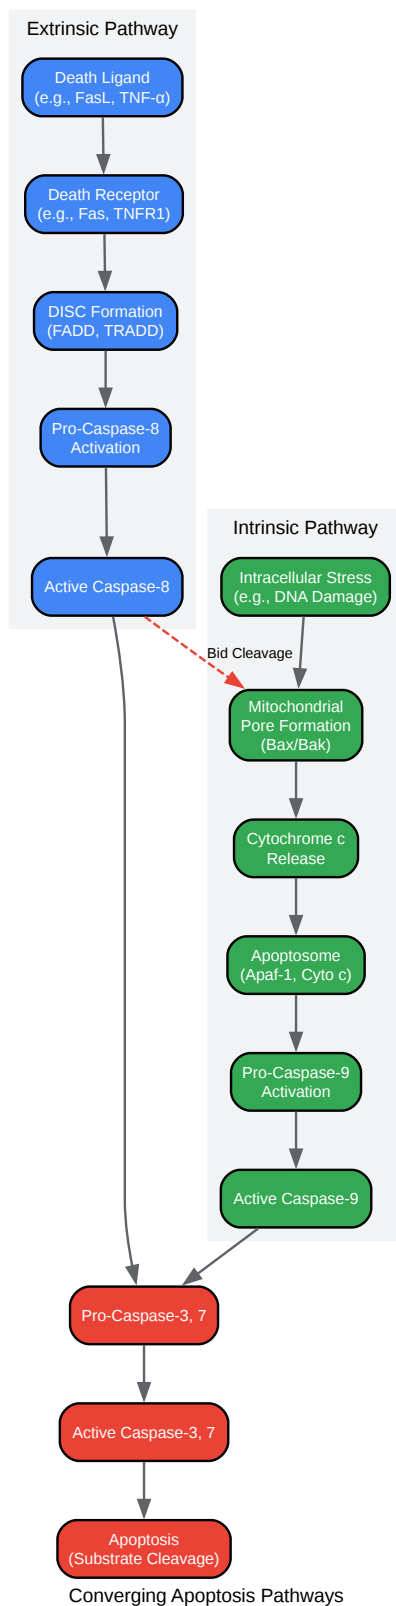 Extrinsic Pathway
Death Ligand
(e.g., FasL, TNF-α)
Death Receptor
(e.g., Fas, TNFR1)
DISC Formation
(FADD, TRADD)
Pro-Caspase-8
Activation
Active Caspase-8
Intrinsic Pathway
Intracellular Stress
(e.g., DNA Damage)
Bid Cleavage
Mitochondrial
Pore Formation
(Bax/Bak)
Cytochrome c
Release
Apoptosome
(Apaf-1, Cyto c)
Pro-Caspase-9
Activation
Active Caspase-9
Pro-Caspase-3, 7
Active Caspase-3, 7
Apoptosis
(Substrate Cleavage)
Converging Apoptosis Pathways